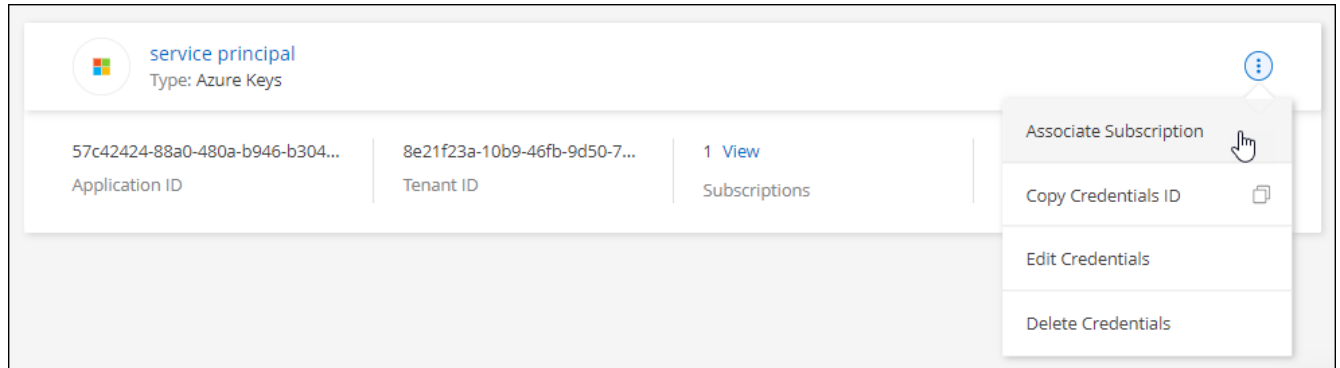 service principal
Type: Azure Keys
Associate Subscription
57c42424-88a0-480a-b946-b304...
8e21f23a-10b9-46fb-9d50-7...
1 View
Application ID
Tenant ID
Subscriptions
Copy Credentials ID
Edit Credentials
Delete Credentials